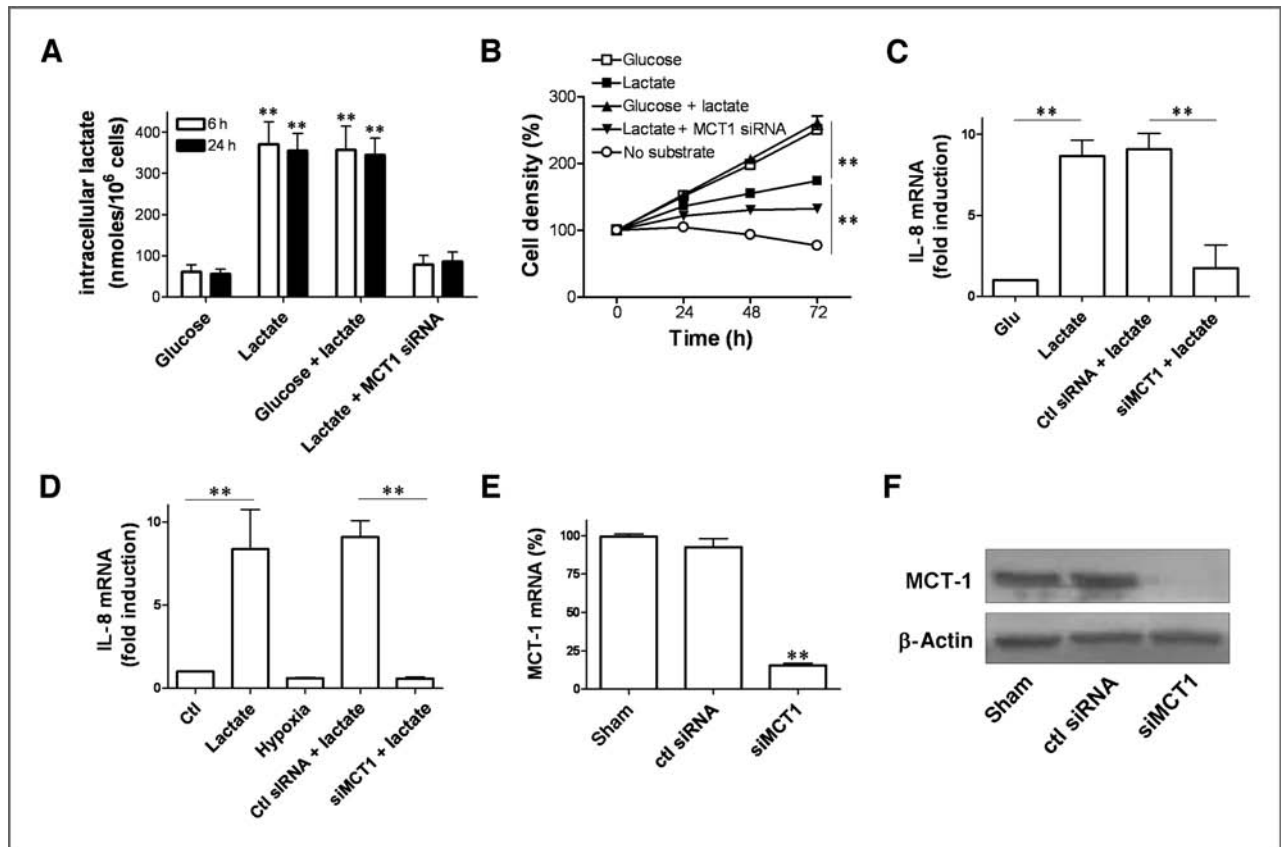 A
intracellular lactate
(nmoles/10⁶ cells)
400
300
200
100
0
6 h
24 h
**
**
**
**
Glucose
Lactate
Glucose + lactate
Lactate + MCT1 siRNA
B
Glucose
Lactate
Glucose + lactate
Lactate + MCT1 siRNA
No substrate
Cell density (%)
300
200
100
0
**
**
0
24
48
72
Time (h)
C
IL-8 mRNA
(fold induction)
10
5
0
**
**
Glu
Lactate
Ctl siRNA + lactate
siMCT1 + lactate
D
IL-8 mRNA
(fold induction)
10
5
0
**
**
Ctl
Lactate
Hypoxia
Ctl siRNA + lactate
siMCT1 + lactate
E
MCT-1 mRNA (%)
100
75
50
25
0
**
Sham
ctl siRNA
siMCT1
F
MCT-1
β-Actin
Sham
ctl siRNA
siMCT1